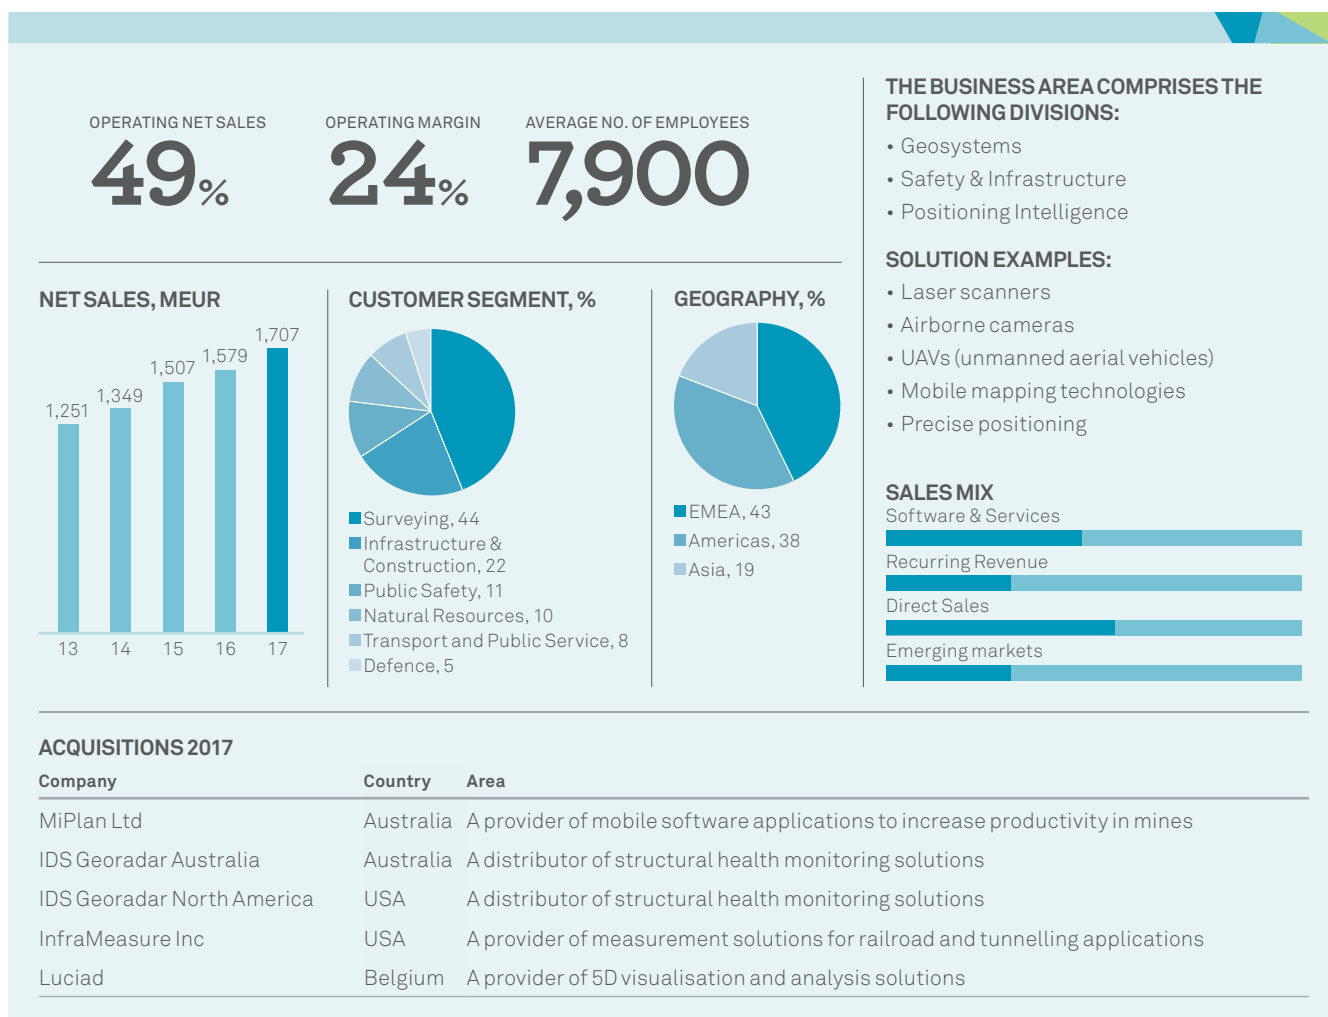 OPERATING NET SALES
49%
OPERATING MARGIN
24%
AVERAGE NO. OF EMPLOYEES
7,900
NET SALES, MEUR
1,251
1,349
1,507
1,579
1,707
13
14
15
16
17
CUSTOMER SEGMENT, %
Surveying, 44
Infrastructure &
Construction, 22
Public Safety, 11
Natural Resources, 10
Transport and Public Service, 8
Defence, 5
GEOGRAPHY, %
EMEA, 43
Americas, 38
Asia, 19
THE BUSINESS AREA COMPRISES THE
FOLLOWING DIVISIONS:
• Geosystems
• Safety & Infrastructure
• Positioning Intelligence
SOLUTION EXAMPLES:
• Laser scanners
• Airborne cameras
• UAVs (unmanned aerial vehicles)
• Mobile mapping technologies
• Precise positioning
SALES MIX
Software & Services
Recurring Revenue
Direct Sales
Emerging markets
ACQUISITIONS 2017
Company Country Area
MiPlan Ltd Australia A provider of mobile software applications to increase productivity in mines
IDS Georadar Australia Australia A distributor of structural health monitoring solutions
IDS Georadar North America USA A distributor of structural health monitoring solutions
InfraMeasure Inc USA A provider of measurement solutions for railroad and tunnelling applications
Luciad Belgium A provider of 5D visualisation and analysis solutions